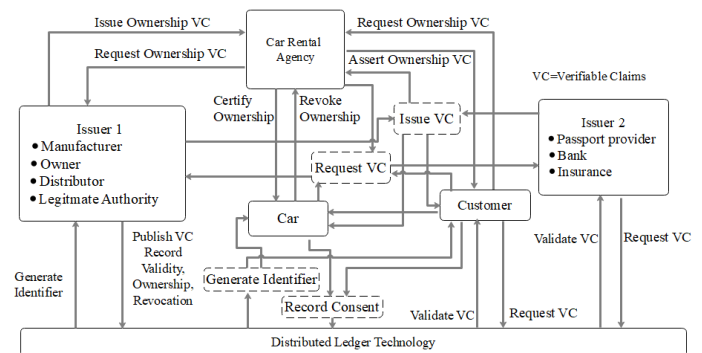 Issue Ownership VC
Request Ownership VC
Car Rental
Agency
Request Ownership VC
Assert Ownership VC
VC=Verifiable Claims
Certify
Ownership
Revoke
Ownership
Issue VC
Issuer 1
Manufacturer
Owner
Distributor
Legitmate Authority
Issuer 2
Passport provider
Bank
Insurance
Request VC
Car
Customer
Generate
Identifier
Publish VC
Record
Validity,
Ownership,
Revocation
Generate Identifier
Record Consent
Validate VC
Request VC
Validate VC
Request VC
Distributed Ledger Technology